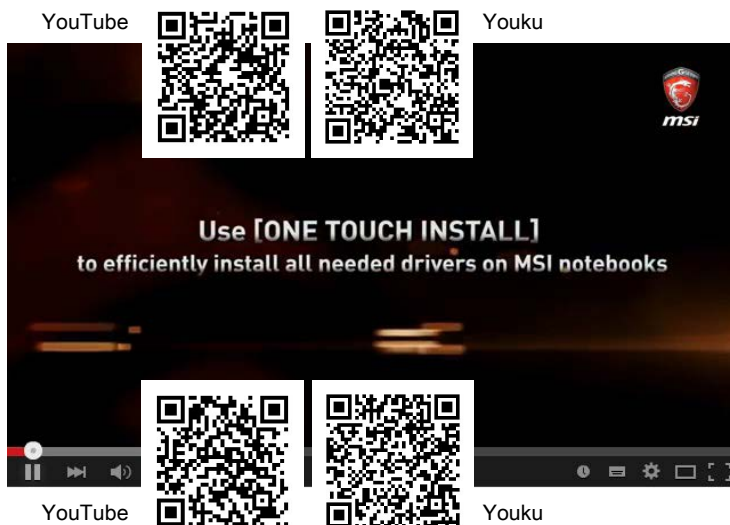 YouTube
Youku
msi
Use [ONE TOUCH INSTALL]
to efficiently install all needed drivers on MSI notebooks
YouTube
Youku